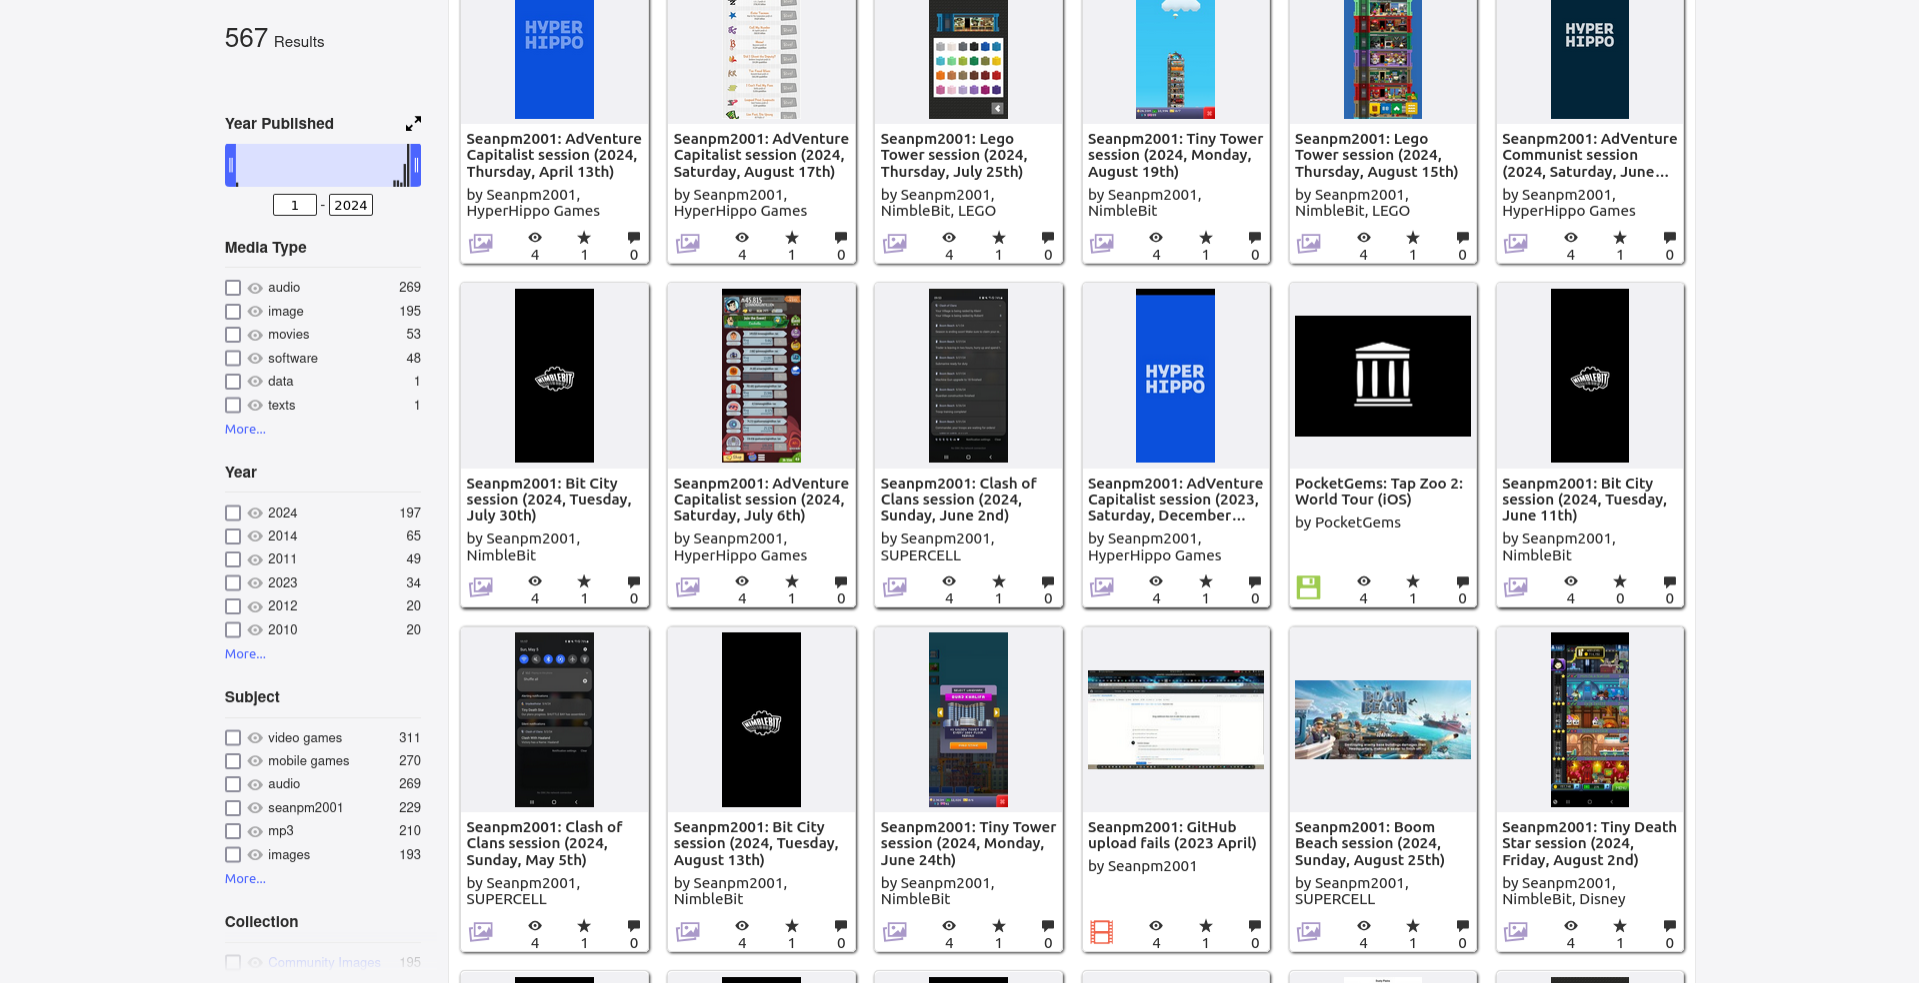 567 Results
Year Published
1 - 2024
Media Type
audio 269
image 195
movies 53
software 48
data 1
texts 1
More...
Year
2024 197
2014 65
2011 49
2023 34
2012 20
2010 20
More...
Subject
video games 311
mobile games 270
audio 269
seanpm2001 229
mp3 210
images 193
More...
Collection
Community Images 195
HYPER
HIPPO
Seanpm2001: AdVenture
Capitalist session (2024,
Thursday, April 13th)
by Seanpm2001,
HyperHippo Games
4 1 0
Seanpm2001: AdVenture
Capitalist session (2024,
Saturday, August 17th)
by Seanpm2001,
HyperHippo Games
4 1 0
Seanpm2001: Lego
Tower session (2024,
Thursday, July 25th)
by Seanpm2001,
NimbleBit, LEGO
4 1 0
Seanpm2001: Tiny Tower
session (2024, Monday,
August 19th)
by Seanpm2001,
NimbleBit
4 1 0
Seanpm2001: Lego
Tower session (2024,
Thursday, August 15th)
by Seanpm2001,
NimbleBit, LEGO
4 1 0
HYPER
HIPPO
Seanpm2001: AdVenture
Communist session
(2024, Saturday, June...
by Seanpm2001,
HyperHippo Games
4 1 0
NIMBLEBIT
Seanpm2001: Bit City
session (2024, Tuesday,
July 30th)
by Seanpm2001,
NimbleBit
4 1 0
Seanpm2001: AdVenture
Capitalist session (2024,
Saturday, July 6th)
by Seanpm2001,
HyperHippo Games
4 1 0
Seanpm2001: Clash of
Clans session (2024,
Sunday, June 2nd)
by Seanpm2001,
SUPERCELL
4 1 0
HYPER
HIPPO
Seanpm2001: AdVenture
Capitalist session (2023,
Saturday, December...
by Seanpm2001,
HyperHippo Games
4 1 0
PocketGems: Tap Zoo 2:
World Tour (iOS)
by PocketGems
4 1 0
NIMBLEBIT
Seanpm2001: Bit City
session (2024, Tuesday,
June 11th)
by Seanpm2001,
NimbleBit
4 0 0
Seanpm2001: Clash of
Clans session (2024,
Sunday, May 5th)
by Seanpm2001,
SUPERCELL
4 1 0
NIMBLEBIT
Seanpm2001: Bit City
session (2024, Tuesday,
August 13th)
by Seanpm2001,
NimbleBit
4 1 0
Seanpm2001: Tiny Tower
session (2024, Monday,
June 24th)
by Seanpm2001,
NimbleBit
4 1 0
Seanpm2001: GitHub
upload fails (2023 April)
by Seanpm2001
4 1 0
BOOM
BEACH
Seanpm2001: Boom
Beach session (2024,
Sunday, August 25th)
by Seanpm2001,
SUPERCELL
4 1 0
Seanpm2001: Tiny Death
Star session (2024,
Friday, August 2nd)
by Seanpm2001,
NimbleBit, Disney
4 1 0